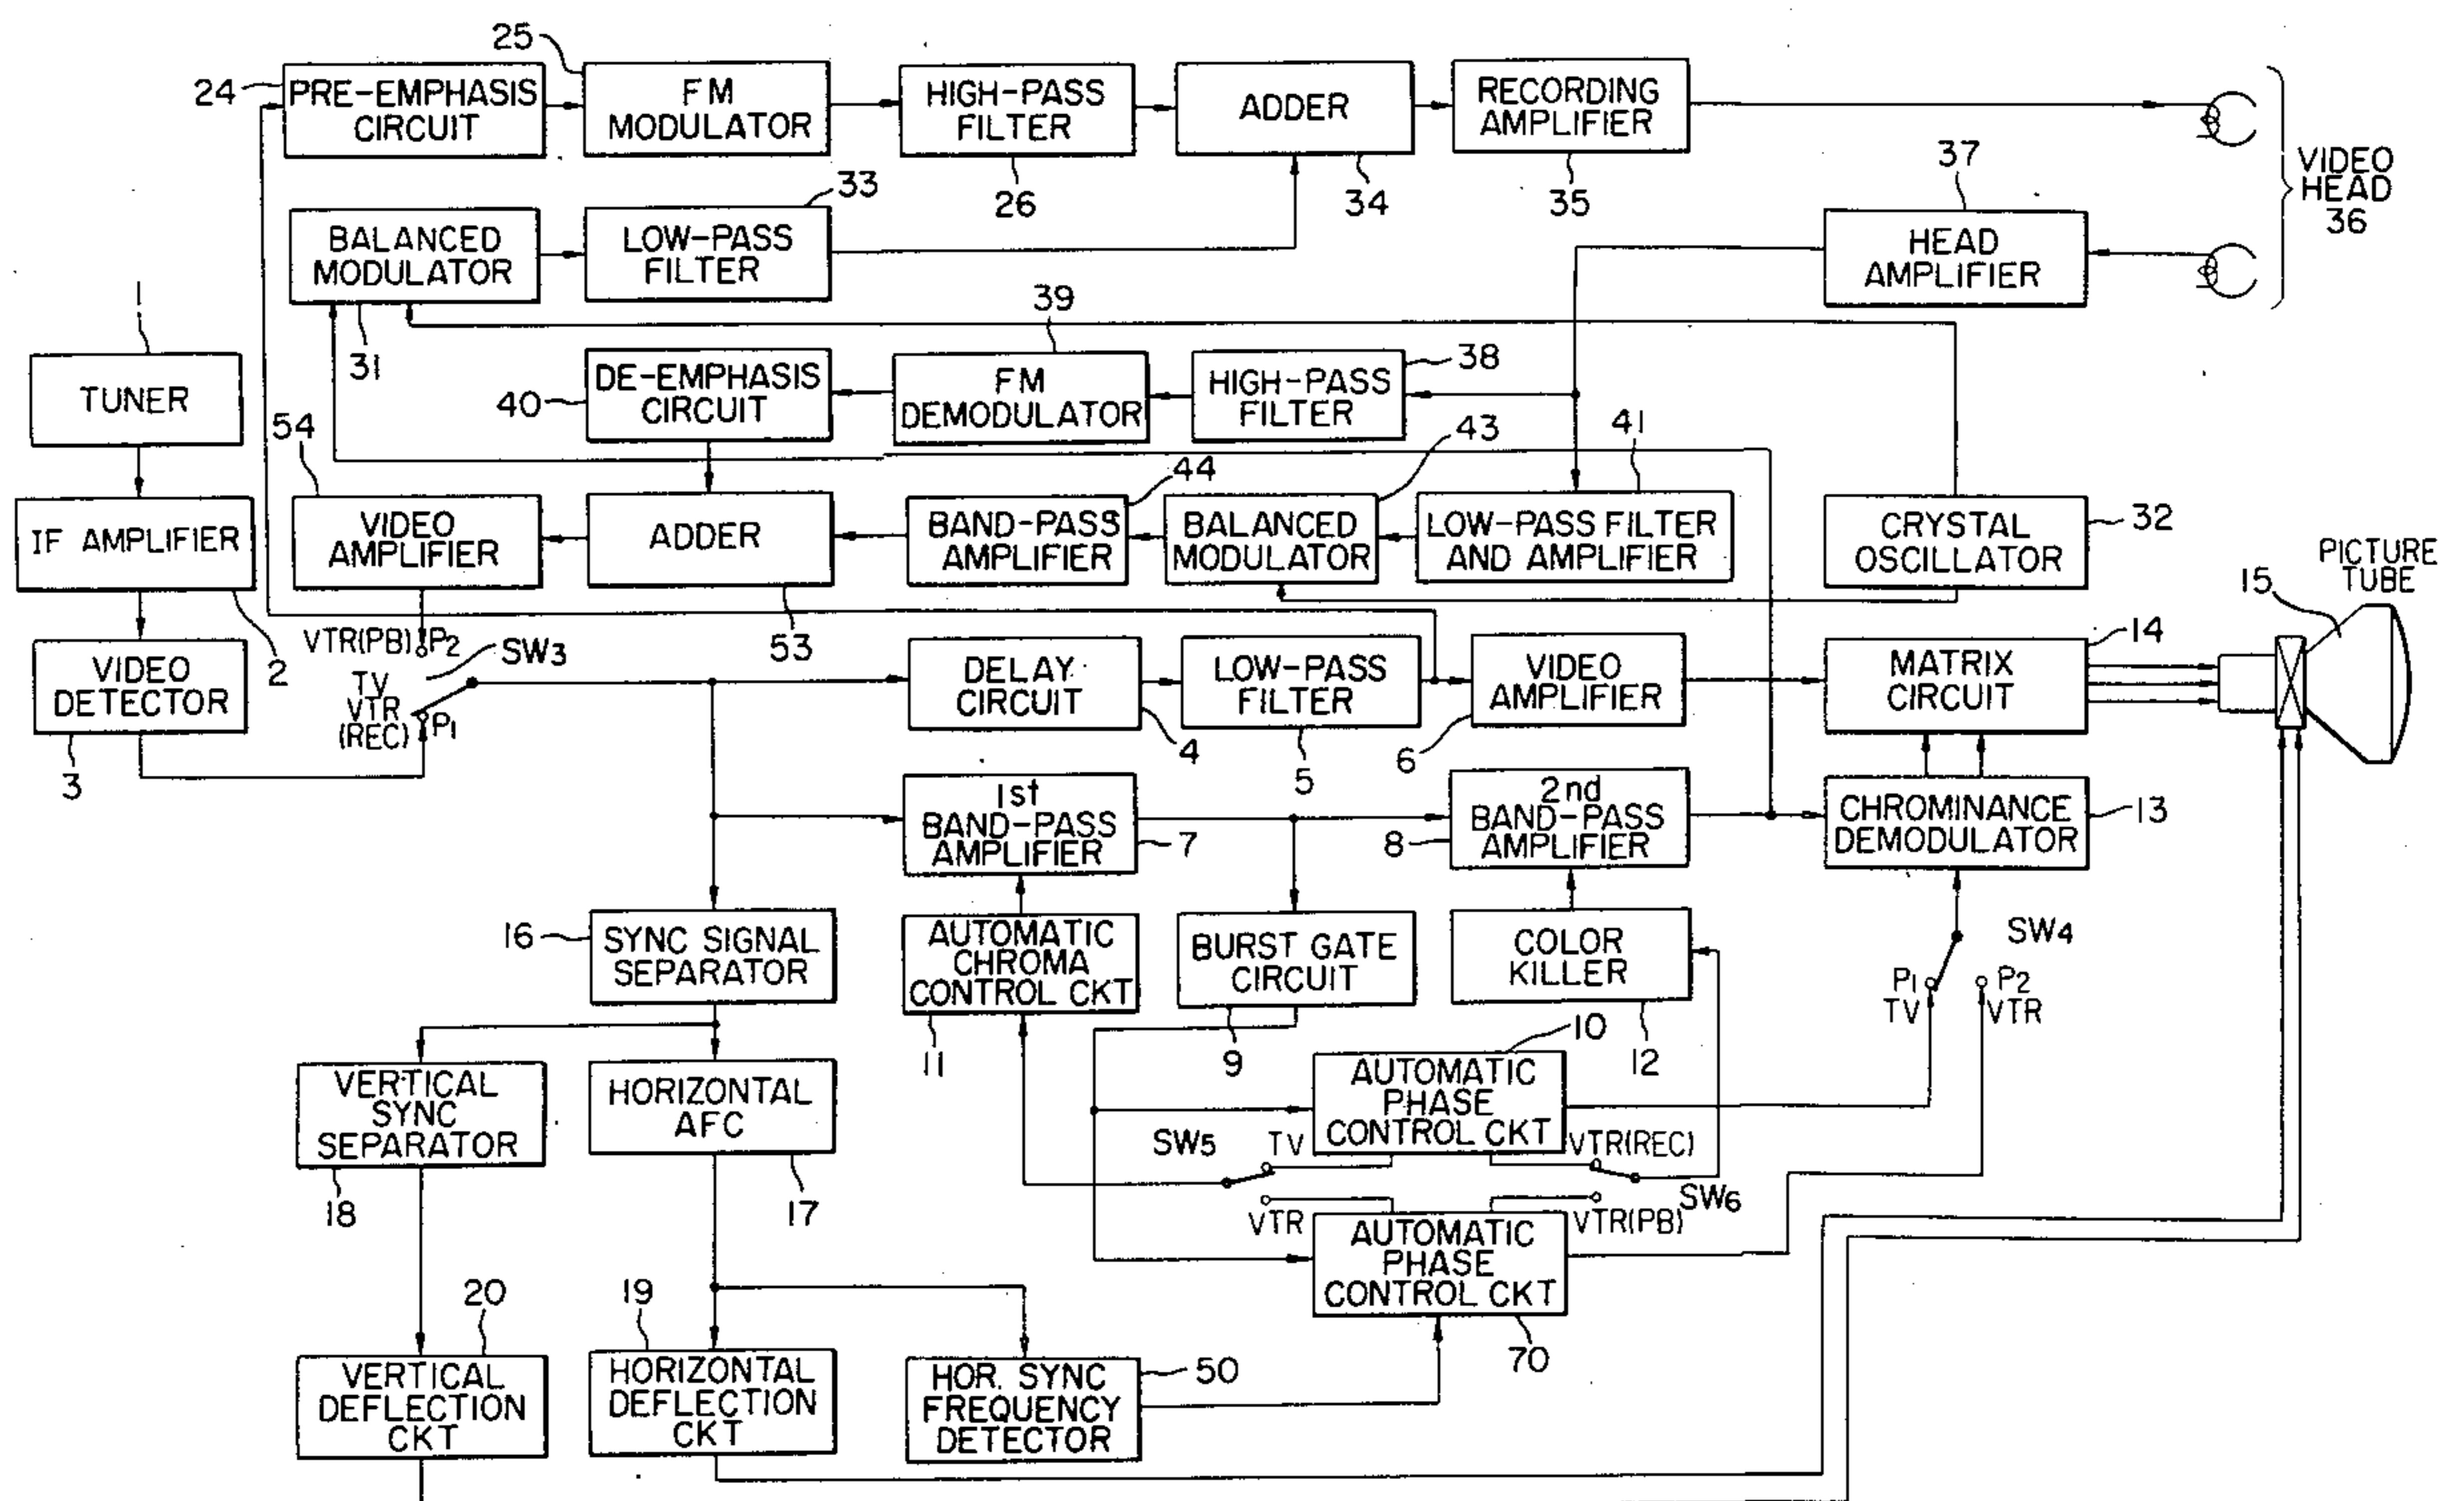 25
24
PRE-EMPHASIS
CIRCUIT
FM
MODULATOR
HIGH-PASS
FILTER
26
ADDER
34
RECORDING
AMPLIFIER
35
VIDEO
HEAD
36
37
HEAD
AMPLIFIER
33
BALANCED
MODULATOR
31
LOW-PASS
FILTER
1
TUNER
39
40
DE-EMPHASIS
CIRCUIT
FM
DEMODULATOR
HIGH-PASS
FILTER
38
54
44
43
41
IF AMPLIFIER
2
VIDEO
AMPLIFIER
ADDER
53
BAND-PASS
AMPLIFIER
BALANCED
MODULATOR
LOW-PASS FILTER
AND AMPLIFIER
CRYSTAL
OSCILLATOR
32
PICTURE
TUBE
15
VIDEO
DETECTOR
3
VTR(PB)
P2
SW3
TV
VTR
(REC)
P1
DELAY
CIRCUIT
4
LOW-PASS
FILTER
5
VIDEO
AMPLIFIER
6
MATRIX
CIRCUIT
14
1st
BAND-PASS
AMPLIFIER
7
2nd
BAND-PASS
AMPLIFIER
8
CHROMINANCE
DEMODULATOR
13
16
SYNC SIGNAL
SEPARATOR
AUTOMATIC
CHROMA
CONTROL CKT
11
BURST GATE
CIRCUIT
9
COLOR
KILLER
12
SW4
P1
TV
P2
VTR
VERTICAL
SYNC
SEPARATOR
18
HORIZONTAL
AFC
17
10
AUTOMATIC
PHASE
CONTROL CKT
SW5
TV
VTR(REC)
SW6
VTR
VTR(PB)
AUTOMATIC
PHASE
CONTROL CKT
70
20
VERTICAL
DEFLECTION
CKT
19
HORIZONTAL
DEFLECTION
CKT
HOR. SYNC
FREQUENCY
DETECTOR
50